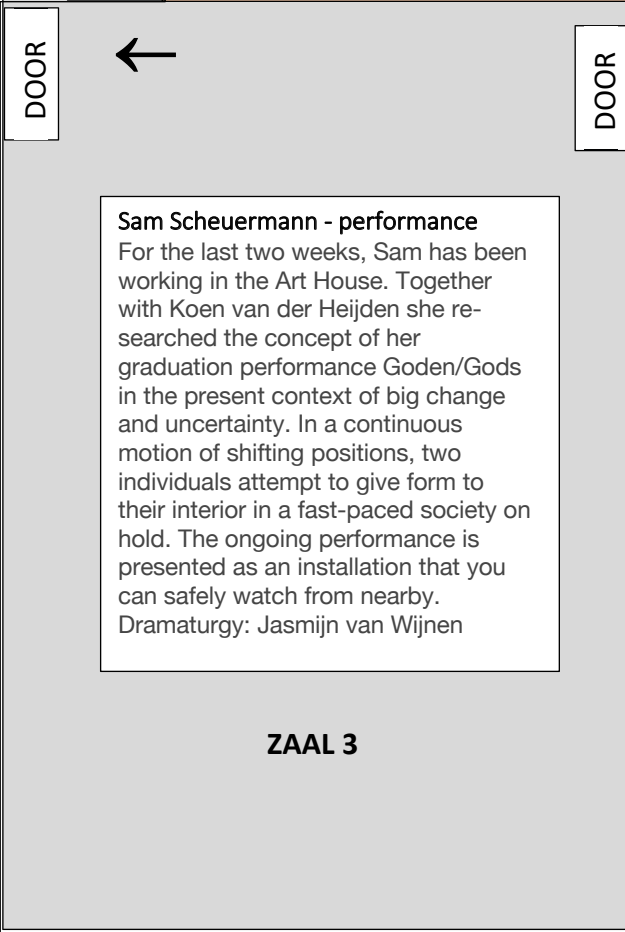 DOOR
←
DOOR
Sam Scheuermann - performance
For the last two weeks, Sam has been
working in the Art House. Together
with Koen van der Heijden she re-
searched the concept of her
graduation performance Goden/Gods
in the present context of big change
and uncertainty. In a continuous
motion of shifting positions, two
individuals attempt to give form to
their interior in a fast-paced society on
hold. The ongoing performance is
presented as an installation that you
can safely watch from nearby.
Dramaturgy: Jasmijn van Wijnen
ZAAL 3